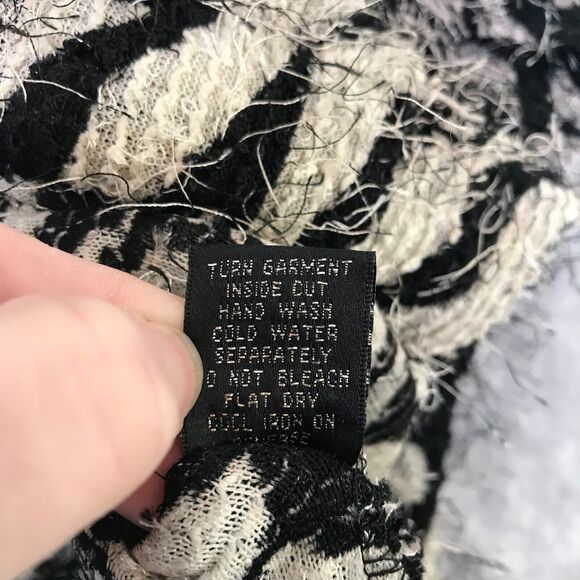 TURN GARMENT
INSIDE OUT
HAND WASH
COLD WATER
SEPARATELY
O NOT BLEACH
FLAT DRY
COOL IRON ON